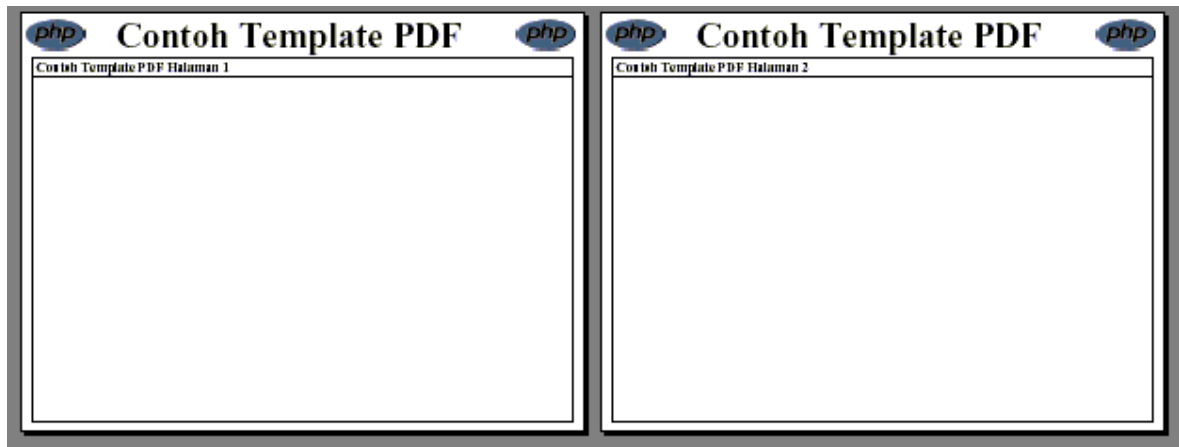 php Contoh Template PDF php
Contoh Template PDF Halaman 1
php Contoh Template PDF php
Contoh Template PDF Halaman 2